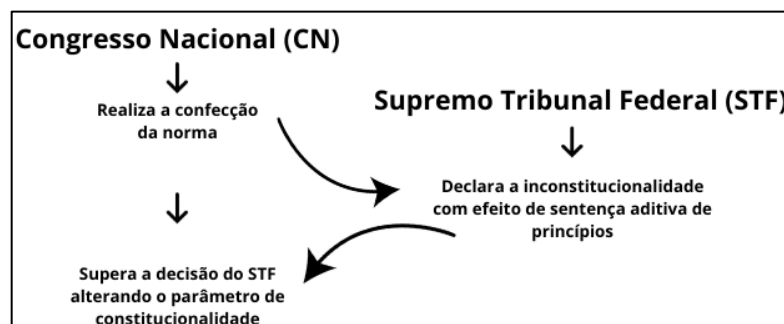 Congresso Nacional (CN)
Realiza a confecção
da norma
Supremo Tribunal Federal (STF)
Declara a inconstitucionalidade
com efeito de sentença aditiva de
princípios
Supera a decisão do STF
alterando o parâmetro de
constitucionalidade